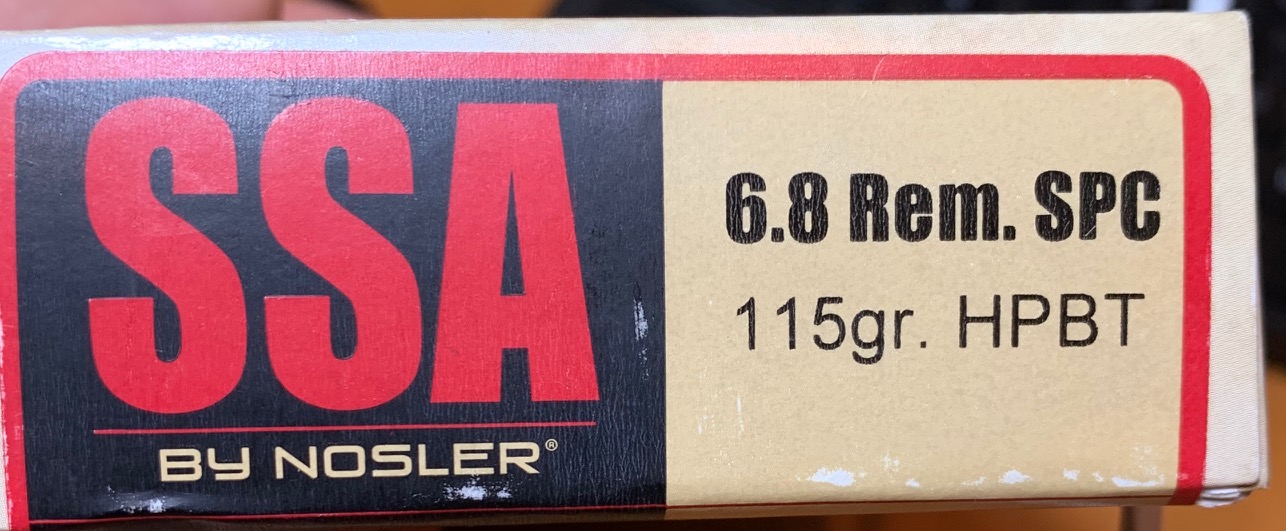 SSA
BY NOSLER®
6.8 Rem. SPC
115gr. HPBT